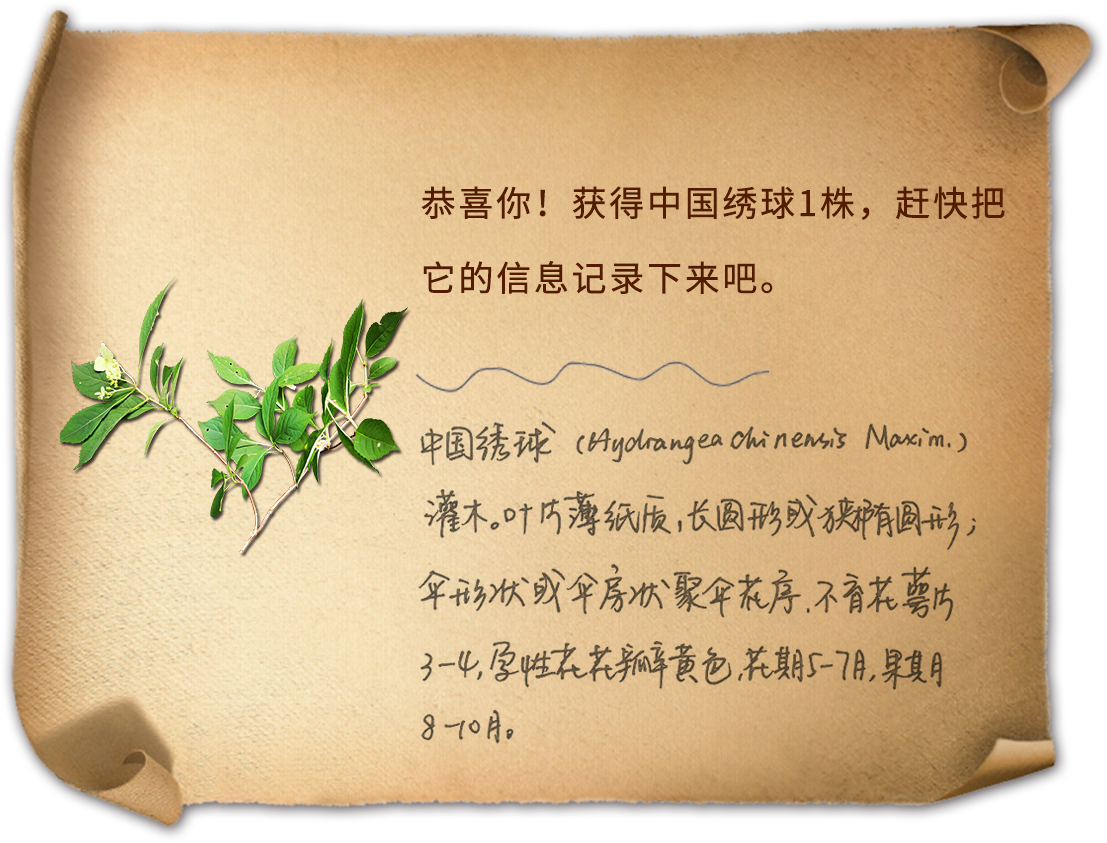 恭喜你！获得中国绣球1株，赶快把
它的信息记录下来吧。
中国绣球（Hydrangea chinensis Maxim.）
灌木。叶片薄纸质，长圆形或狭椭圆形；
伞形状或伞房状聚伞花序，不育花萼片
3-4，孕性花花瓣黄色，花期5-7月，果期
8-10月。